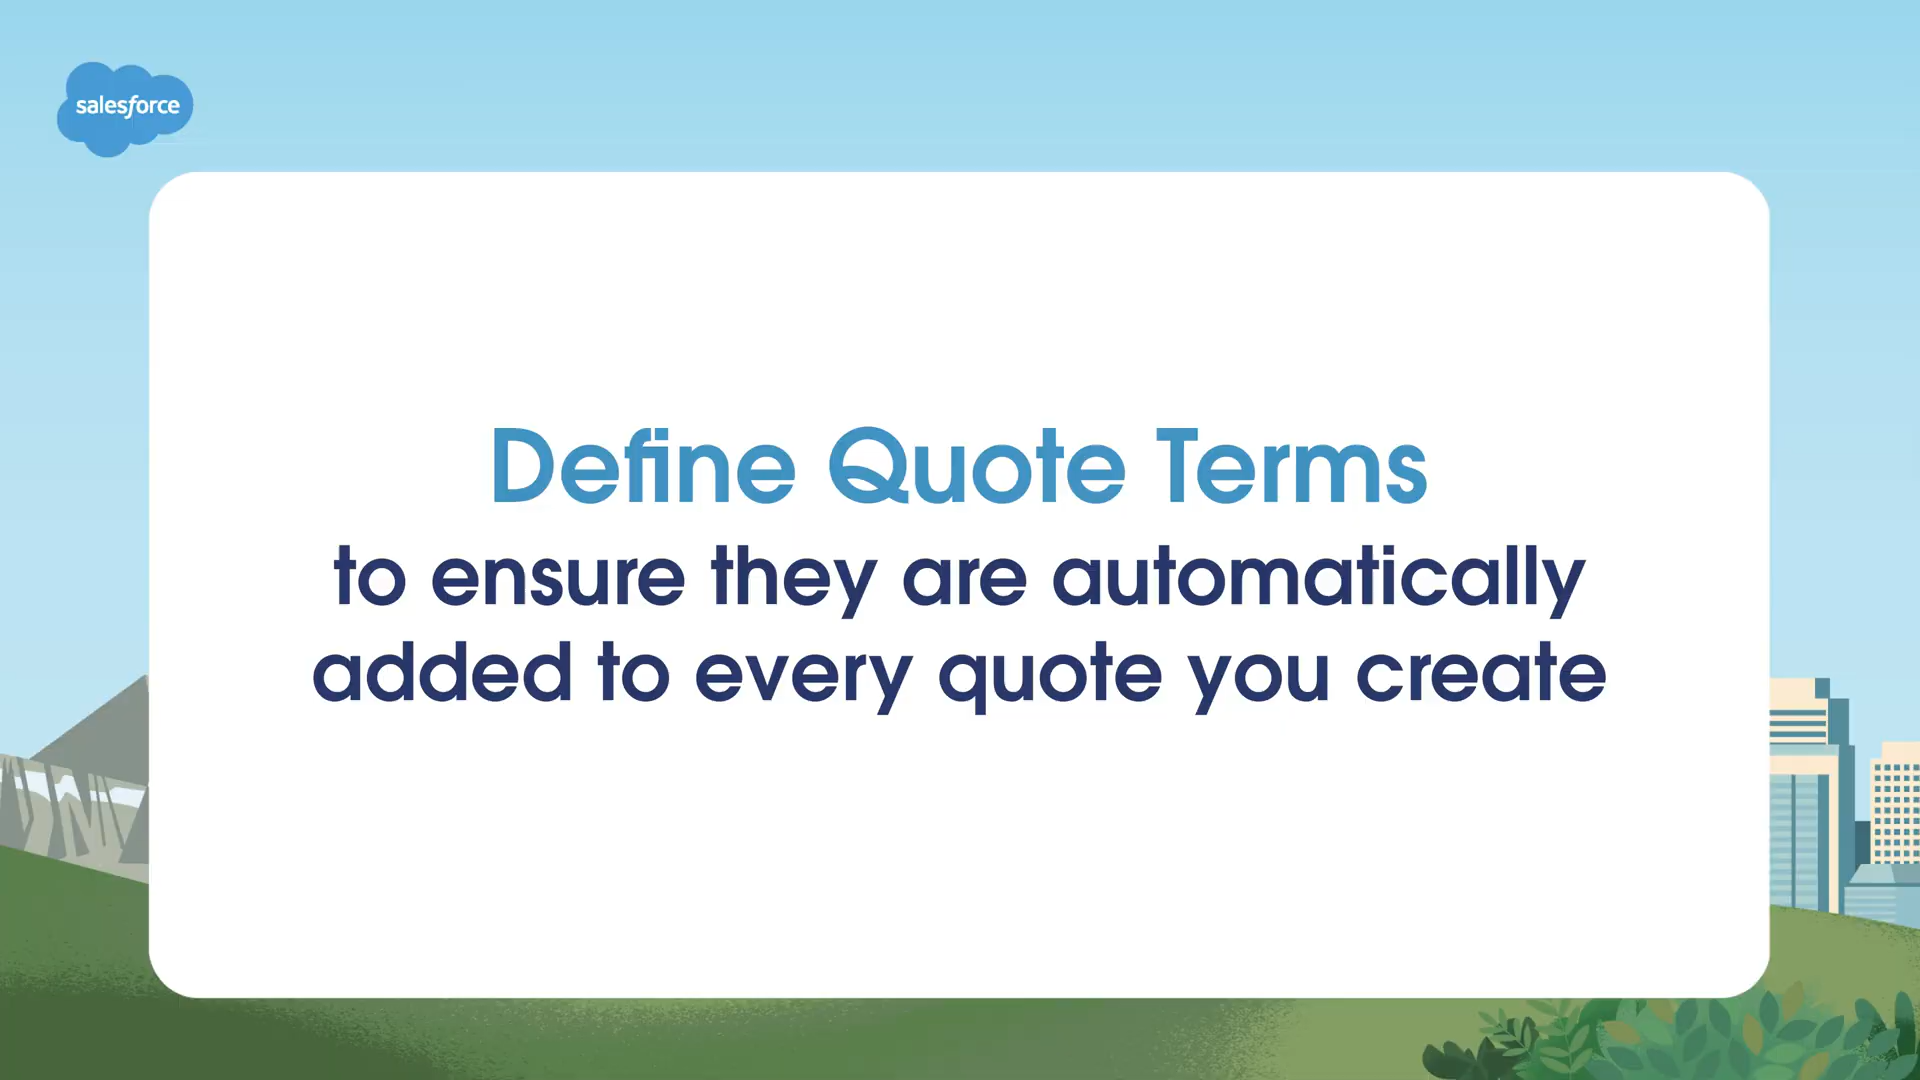 salesforce
Define Quote Terms
to ensure they are automatically
added to every quote you create